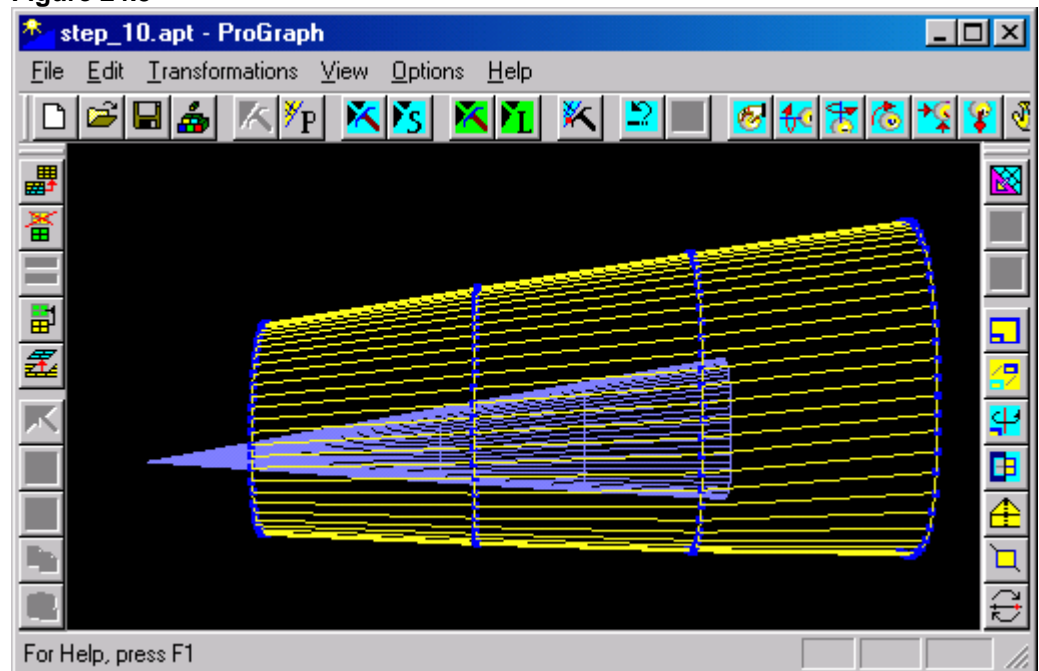 step_10.apt - ProGraph
File Edit Transformations View Options Help
P S L
For Help, press F1